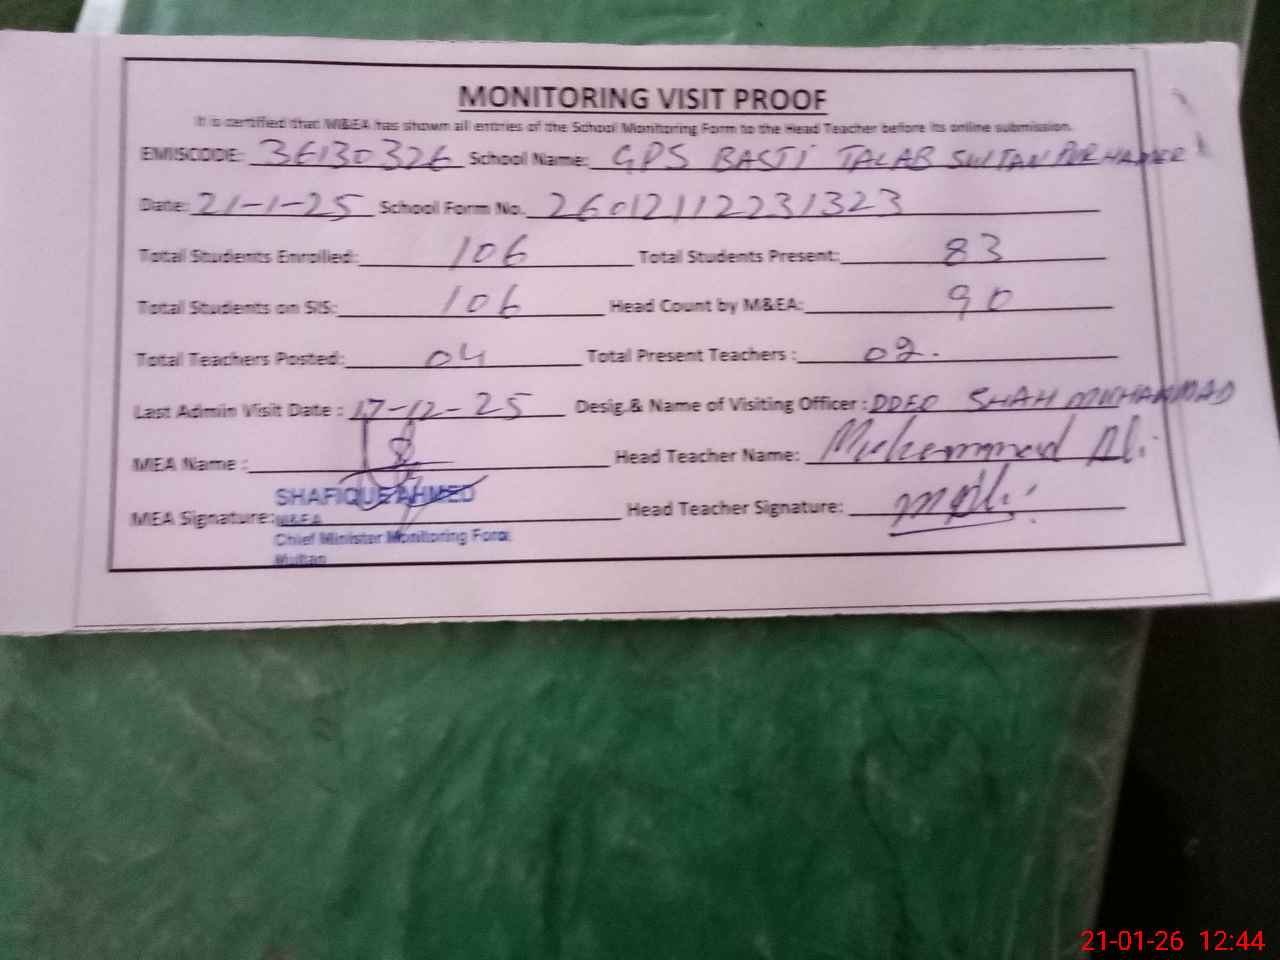 MONITORING VISIT PROOF
It is certified that M&EA has shown all entries of the School Monitoring Form to the Head Teacher before its online submission.
EMISCODE: 36130326 School Name: GPS BASTI TALAB SULTAN PUR HAMMER
Date: 21-1-25 School Form No. 260121122231323
Total Students Enrolled: 106 Total Students Present: 83
Total Students on SIS: 106 Head Count by M&EA: 90
Total Teachers Posted: 04 Total Present Teachers : 02.
Last Admin Visit Date : 17-12-25 Desig.& Name of Visiting Officer : DDEO SHAH MUHAMMAD
MEA Name : Head Teacher Name: Muhammad Ali
SHAFIQUE AHMED
MEA Signature: M&EA Head Teacher Signature:
Chief Minister Monitoring Force
Multan
21-01-26 12:44